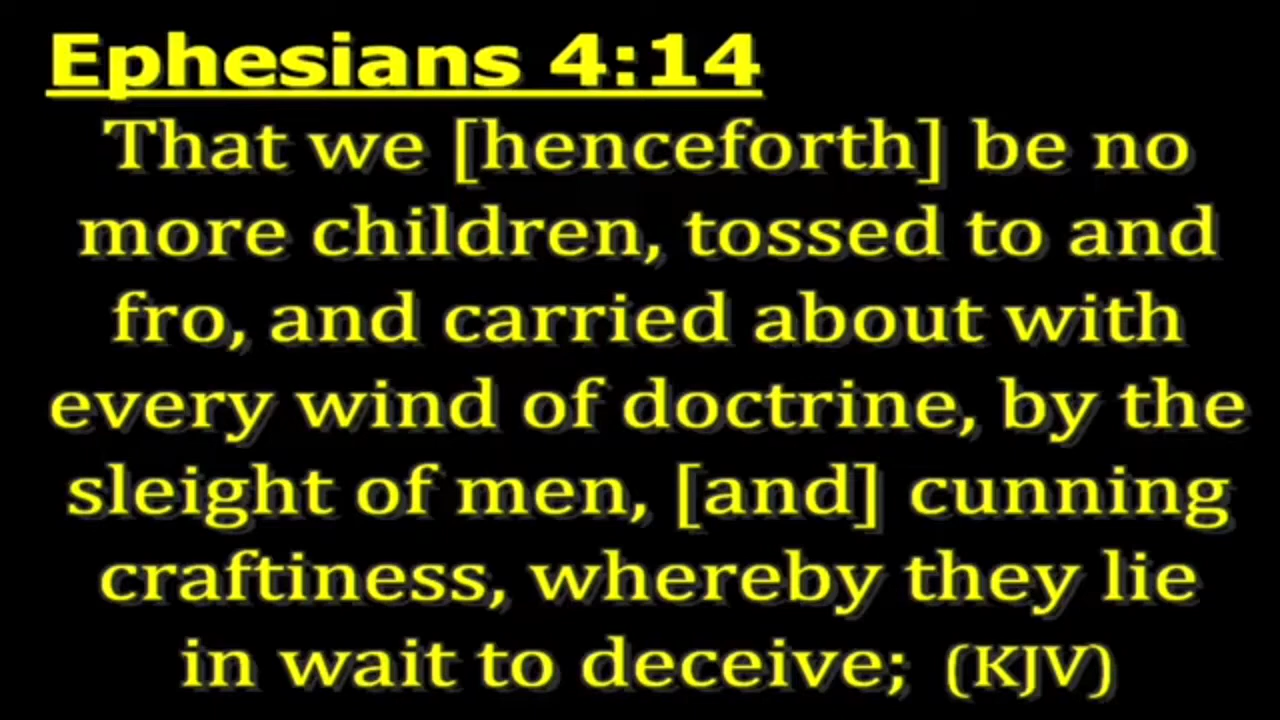 Ephesians 4:14
That we [henceforth] be no
more children, tossed to and
fro, and carried about with
every wind of doctrine, by the
sleight of men, [and] cunning
craftiness, whereby they lie
in wait to deceive; (KJV)